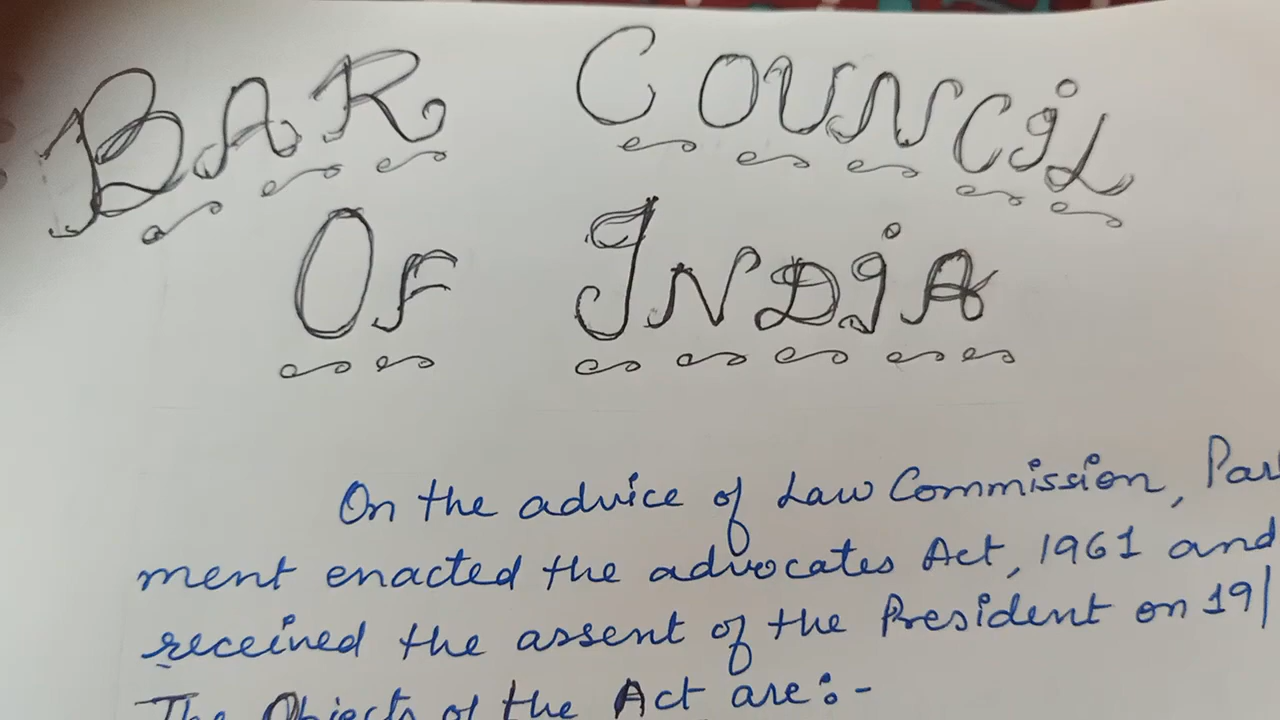 BAR COUNCIL
OF INDIA
On the advice of Law Commission, Par
ment enacted the advocates Act, 1961 and
received the assent of the President on 19/
The Objects of the Act are:-